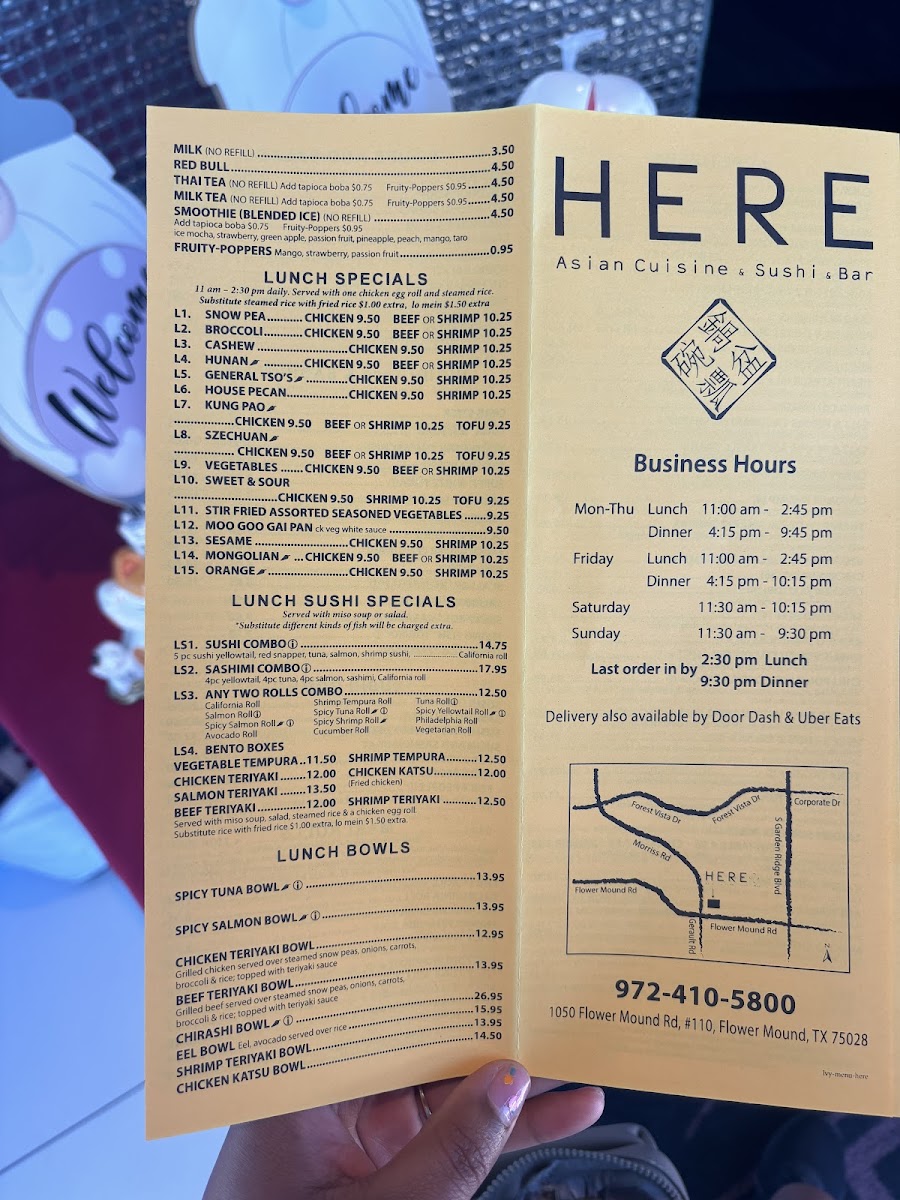 Welcome
MILK (NO REFILL) 3.50
RED BULL 4.50
THAI TEA (NO REFILL) Add tapioca boba $0.75 Fruity-Poppers $0.95 4.50
MILK TEA (NO REFILL) Add tapioca boba $0.75 Fruity-Poppers $0.95 4.50
SMOOTHIE (BLENDED ICE) (NO REFILL) 4.50
Add tapioca boba $0.75 Fruity-Poppers $0.95
ice mocha, strawberry, green apple, passion fruit, pineapple, peach, mango, taro
FRUITY-POPPERS Mango, strawberry, passion fruit 0.95
LUNCH SPECIALS
11 am – 2:30 pm daily. Served with one chicken egg roll and steamed rice.
Substitute steamed rice with fried rice $1.00 extra, lo mein $1.50 extra
L1. SNOW PEA CHICKEN 9.50 BEEF OR SHRIMP 10.25
L2. BROCCOLI CHICKEN 9.50 BEEF OR SHRIMP 10.25
L3. CASHEW CHICKEN 9.50 SHRIMP 10.25
L4. HUNAN CHICKEN 9.50 BEEF OR SHRIMP 10.25
L5. GENERAL TSO'S CHICKEN 9.50 SHRIMP 10.25
L6. HOUSE PECAN CHICKEN 9.50 SHRIMP 10.25
L7. KUNG PAO
CHICKEN 9.50 BEEF OR SHRIMP 10.25 TOFU 9.25
L8. SZECHUAN
CHICKEN 9.50 BEEF OR SHRIMP 10.25 TOFU 9.25
L9. VEGETABLES CHICKEN 9.50 BEEF OR SHRIMP 10.25
L10. SWEET & SOUR
CHICKEN 9.50 SHRIMP 10.25 TOFU 9.25
L11. STIR FRIED ASSORTED SEASONED VEGETABLES 9.25
L12. MOO GOO GAI PAN ck veg white sauce 9.50
L13. SESAME CHICKEN 9.50 SHRIMP 10.25
L14. MONGOLIAN CHICKEN 9.50 BEEF OR SHRIMP 10.25
L15. ORANGE CHICKEN 9.50 SHRIMP 10.25
LUNCH SUSHI SPECIALS
Served with miso soup or salad.
*Substitute different kinds of fish will be charged extra.
LS1. SUSHI COMBO 14.75
5 pc sushi yellowtail, red snapper, tuna, salmon, shrimp sushi, California roll
LS2. SASHIMI COMBO 17.95
4pc yellowtail, 4pc tuna, 4pc salmon, sashimi, California roll
LS3. ANY TWO ROLLS COMBO 12.50
California Roll Shrimp Tempura Roll Tuna Roll
Salmon Roll Spicy Tuna Roll Spicy Yellowtail Roll
Spicy Salmon Roll Spicy Shrimp Roll Philadelphia Roll
Avocado Roll Cucumber Roll Vegetarian Roll
LS4. BENTO BOXES
VEGETABLE TEMPURA 11.50 SHRIMP TEMPURA 12.50
CHICKEN TERIYAKI 12.00 CHICKEN KATSU 12.00
(Fried chicken)
SALMON TERIYAKI 13.50
BEEF TERIYAKI 12.00 SHRIMP TERIYAKI 12.50
Served with miso soup, salad, steamed rice & a chicken egg roll.
Substitute rice with fried rice $1.00 extra, lo mein $1.50 extra.
LUNCH BOWLS
SPICY TUNA BOWL 13.95
SPICY SALMON BOWL 13.95
CHICKEN TERIYAKI BOWL 12.95
Grilled chicken served over steamed snow peas, onions, carrots,
broccoli & rice; topped with teriyaki sauce
BEEF TERIYAKI BOWL 13.95
Grilled beef served over steamed snow peas, onions, carrots,
broccoli & rice; topped with teriyaki sauce
CHIRASHI BOWL 26.95
EEL BOWL Eel, avocado served over rice 15.95
SHRIMP TERIYAKI BOWL 13.95
CHICKEN KATSU BOWL 14.50
HERE
Asian Cuisine & Sushi & Bar
鍋 盆
碗 瓢
Business Hours
Mon-Thu Lunch 11:00 am - 2:45 pm
Dinner 4:15 pm - 9:45 pm
Friday Lunch 11:00 am - 2:45 pm
Dinner 4:15 pm - 10:15 pm
Saturday 11:30 am - 10:15 pm
Sunday 11:30 am - 9:30 pm
Last order in by 2:30 pm Lunch
9:30 pm Dinner
Delivery also available by Door Dash & Uber Eats
Forest Vista Dr
Forest Vista Dr
Corporate Dr
Morriss Rd
S Garden Ridge Blvd
HERE
Flower Mound Rd
Flower Mound Rd
Gerault Rd
N
972-410-5800
1050 Flower Mound Rd, #110, Flower Mound, TX 75028
Ivy-menu-here